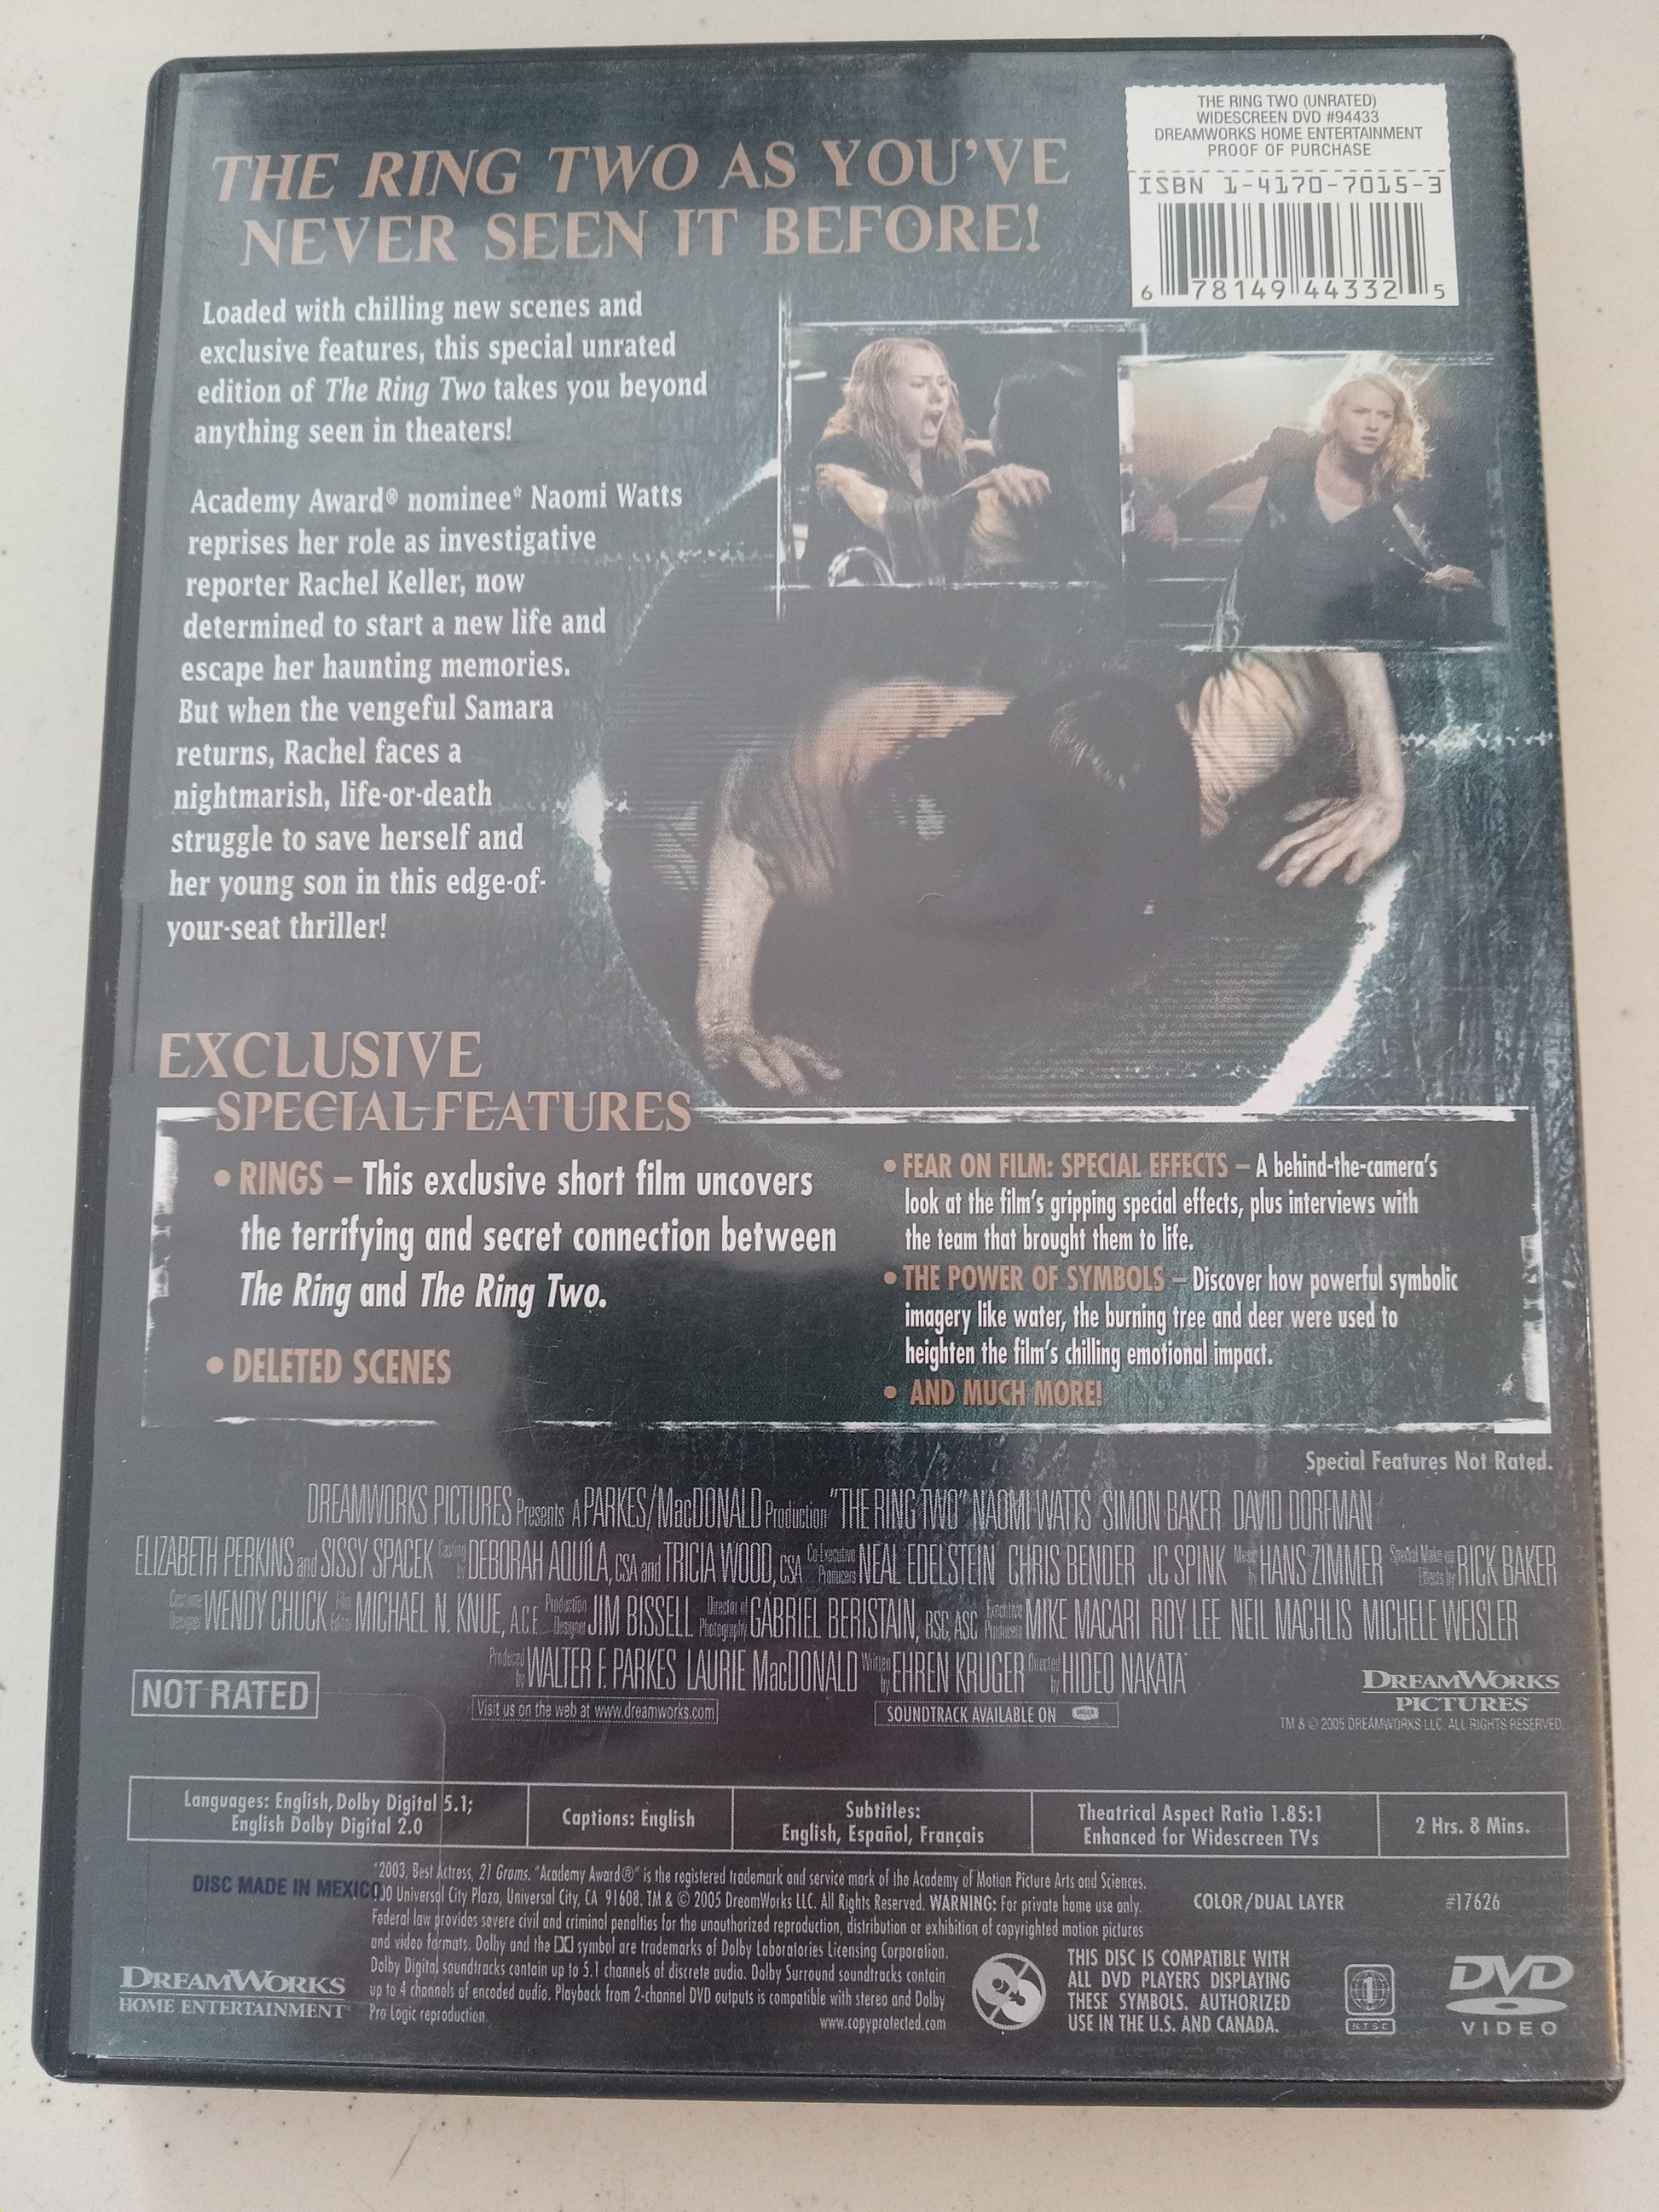 THE RING TWO (UNRATED)
WIDESCREEN DVD #94433
DREAMWORKS HOME ENTERTAINMENT
PROOF OF PURCHASE
ISBN 1-4170-7015-3
6 78149 44332 5
THE RING TWO AS YOU'VE
NEVER SEEN IT BEFORE!
Loaded with chilling new scenes and
exclusive features, this special unrated
edition of The Ring Two takes you beyond
anything seen in theaters!
Academy Award® nominee* Naomi Watts
reprises her role as investigative
reporter Rachel Keller, now
determined to start a new life and
escape her haunting memories.
But when the vengeful Samara
returns, Rachel faces a
nightmarish, life-or-death
struggle to save herself and
her young son in this edge-of-
your-seat thriller!
EXCLUSIVE
SPECIAL FEATURES
• RINGS – This exclusive short film uncovers
the terrifying and secret connection between
The Ring and The Ring Two.
• DELETED SCENES
• FEAR ON FILM: SPECIAL EFFECTS – A behind-the-camera's
look at the film's gripping special effects, plus interviews with
the team that brought them to life.
• THE POWER OF SYMBOLS – Discover how powerful symbolic
imagery like water, the burning tree and deer were used to
heighten the film's chilling emotional impact.
• AND MUCH MORE!
Special Features Not Rated.
DREAMWORKS PICTURES Presents A PARKES/MacDONALD Production "THE RING TWO" NAOMI WATTS SIMON BAKER DAVID DORFMAN
ELIZABETH PERKINS and SISSY SPACEK Casting by DEBORAH AQUILA, CSA and TRICIA WOOD, CSA Co-Executive Producers NEAL EDELSTEIN CHRIS BENDER JC SPINK Music by HANS ZIMMER Special Make-up Effects by RICK BAKER
Costume Designer WENDY CHUCK Film Editor MICHAEL N. KNUE, A.C.E. Production Designer JIM BISSELL Director of Photography GABRIEL BERISTAIN, BSC, ASC Executive Producers MIKE MACARI ROY LEE NEIL MACHLIS MICHELE WEISLER
Produced by WALTER F. PARKES LAURIE MacDONALD Written by EHREN KRUGER Directed by HIDEO NAKATA
NOT RATED
Visit us on the web at www.dreamworks.com
SOUNDTRACK AVAILABLE ON DECCA
DREAMWORKS
PICTURES
TM & © 2005 DREAMWORKS LLC. ALL RIGHTS RESERVED.
Languages: English, Dolby Digital 5.1;
English Dolby Digital 2.0
Captions: English
Subtitles:
English, Español, Français
Theatrical Aspect Ratio 1.85:1
Enhanced for Widescreen TVs
2 Hrs. 8 Mins.
DISC MADE IN MEXICO
*2003, Best Actress, 21 Grams. "Academy Award®" is the registered trademark and service mark of the Academy of Motion Picture Arts and Sciences.
100 Universal City Plaza, Universal City, CA 91608. TM & © 2005 DreamWorks LLC. All Rights Reserved. WARNING: For private home use only.
Federal law provides severe civil and criminal penalties for the unauthorized reproduction, distribution or exhibition of copyrighted motion pictures
and video formats. Dolby and the symbol are trademarks of Dolby Laboratories Licensing Corporation.
Dolby Digital soundtracks contain up to 5.1 channels of discrete audio. Dolby Surround soundtracks contain
up to 4 channels of encoded audio. Playback from 2-channel DVD outputs is compatible with stereo and Dolby
Pro Logic reproduction.
www.copyprotected.com
COLOR/DUAL LAYER
#17626
DREAMWORKS
HOME ENTERTAINMENT
THIS DISC IS COMPATIBLE WITH
ALL DVD PLAYERS DISPLAYING
THESE SYMBOLS. AUTHORIZED
USE IN THE U.S. AND CANADA.
1
NTSC
DVD
VIDEO